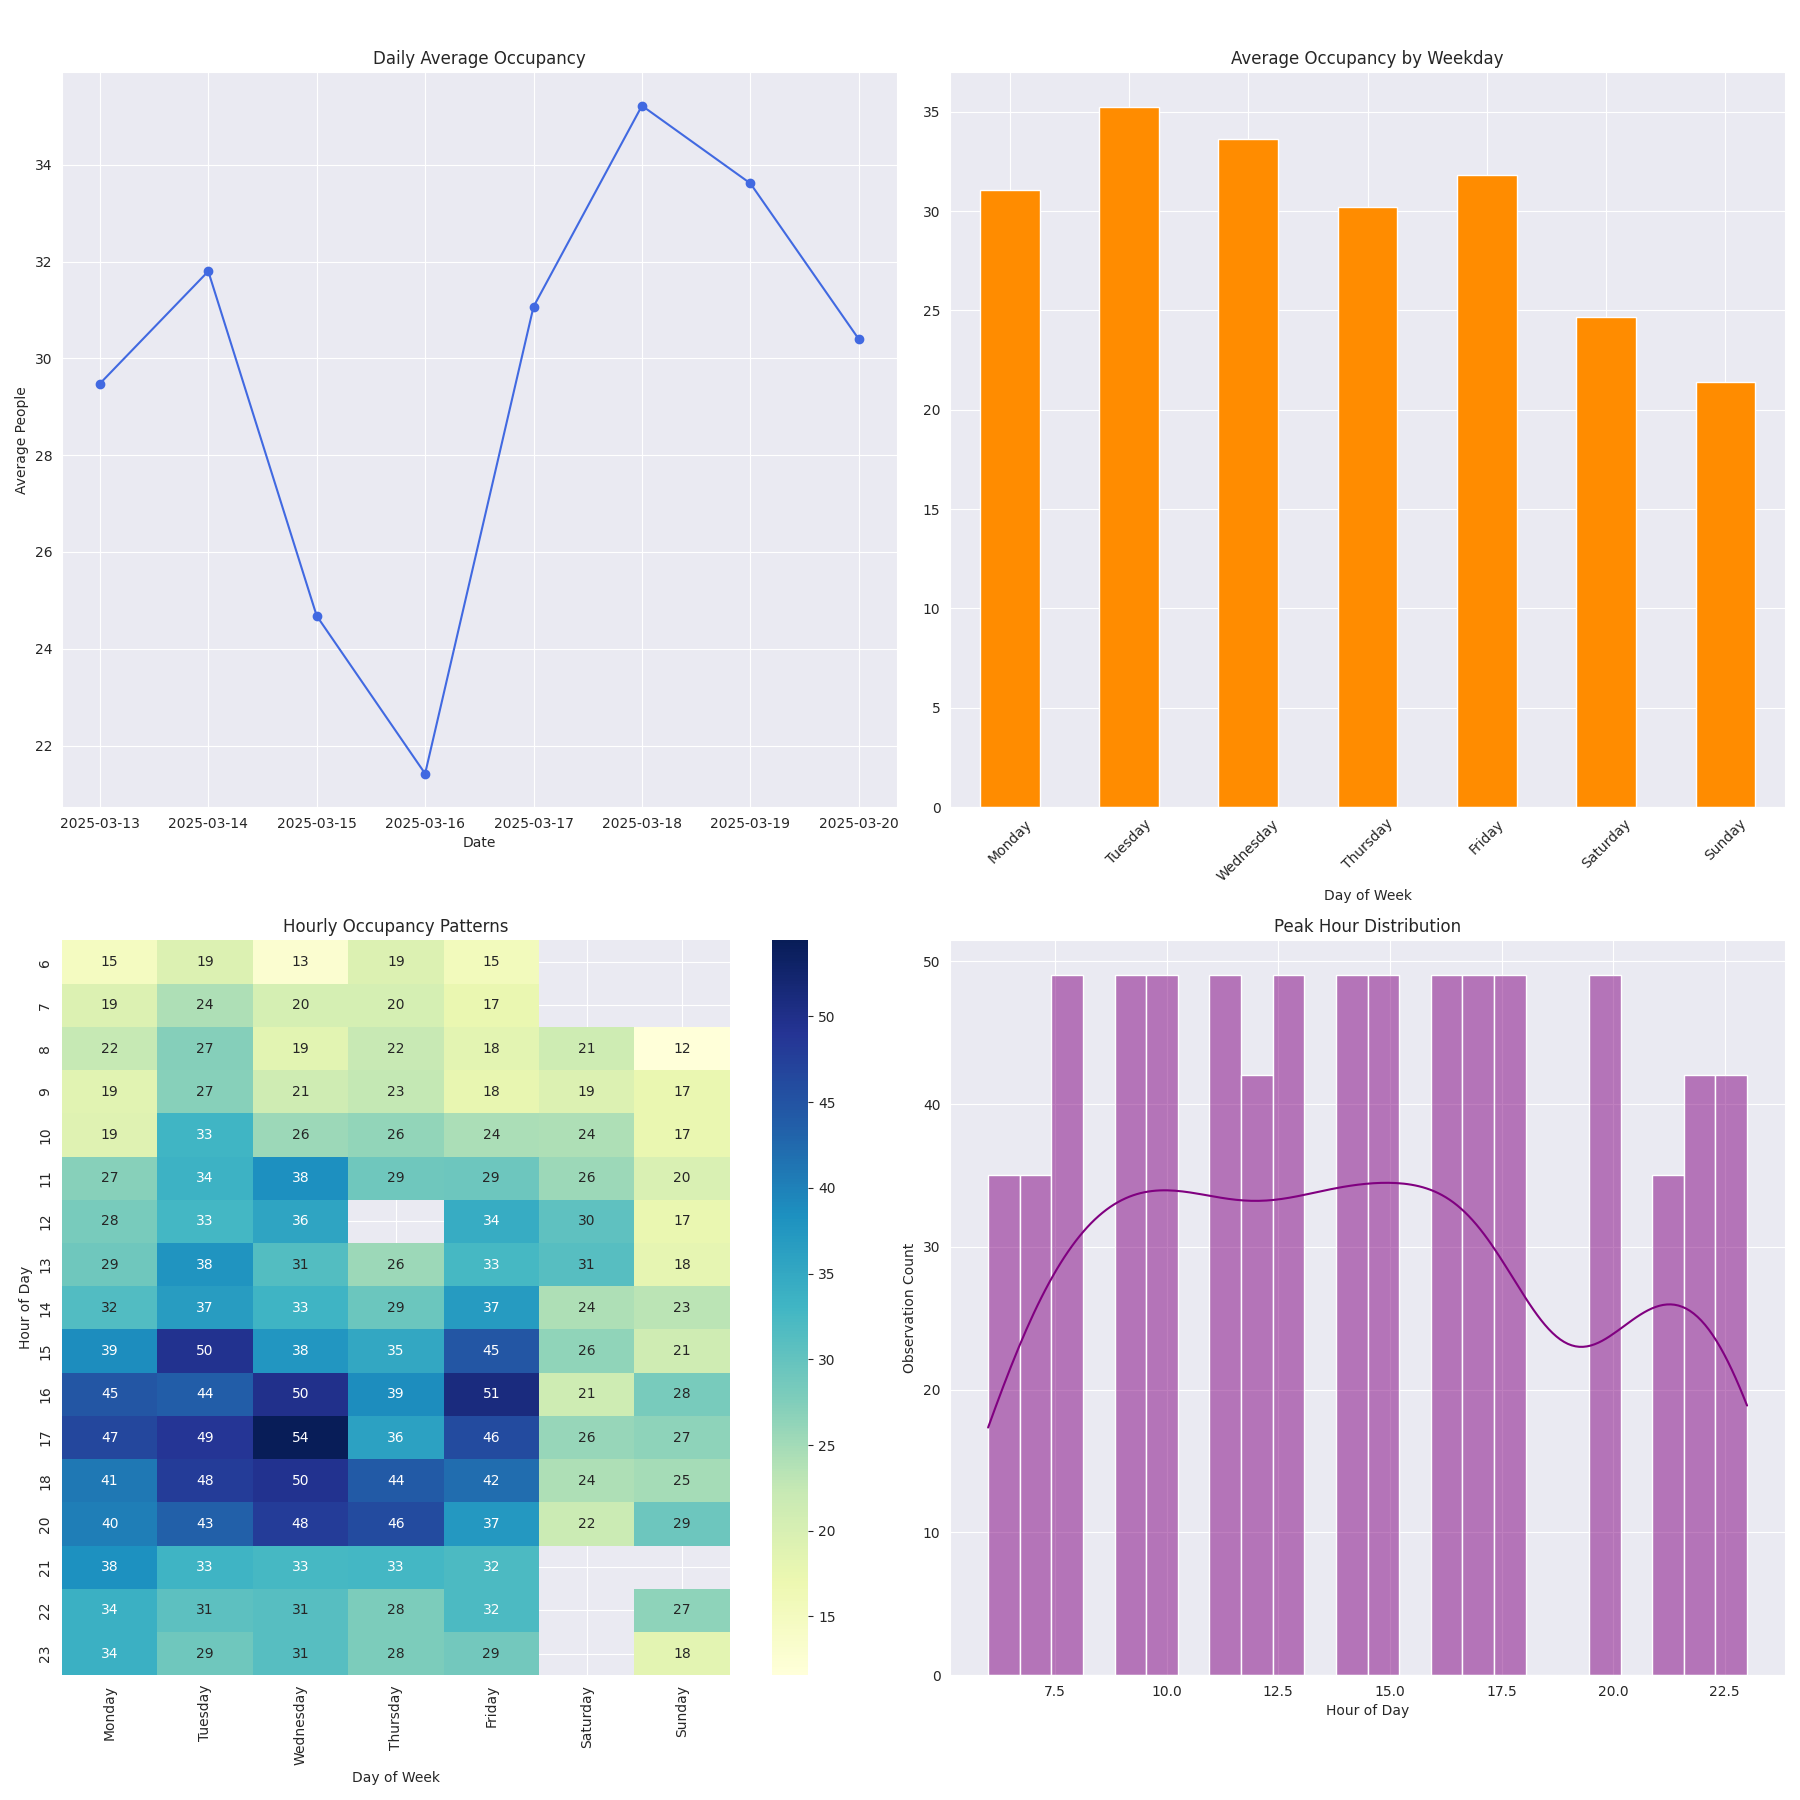 Daily Average Occupancy
Average People
34
32
30
28
26
24
22
2025-03-13 2025-03-14 2025-03-15 2025-03-16 2025-03-17 2025-03-18 2025-03-19 2025-03-20
Date
Average Occupancy by Weekday
35
30
25
20
15
10
5
0
Monday Tuesday Wednesday Thursday Friday Saturday Sunday
Day of Week
Hourly Occupancy Patterns
Hour of Day
6 15 19 13 19 15
7 19 24 20 20 17
8 22 27 19 22 18 21 12
9 19 27 21 23 18 19 17
10 19 33 26 26 24 24 17
11 27 34 38 29 29 26 20
12 28 33 36 34 30 17
13 29 38 31 26 33 31 18
14 32 37 33 29 37 24 23
15 39 50 38 35 45 26 21
16 45 44 50 39 51 21 28
17 47 49 54 36 46 26 27
18 41 48 50 44 42 24 25
20 40 43 48 46 37 22 29
21 38 33 33 33 32
22 34 31 31 28 32 27
23 34 29 31 28 29 18
Monday Tuesday Wednesday Thursday Friday Saturday Sunday
Day of Week
50
45
40
35
30
25
20
15
Peak Hour Distribution
Observation Count
50
40
30
20
10
0
7.5 10.0 12.5 15.0 17.5 20.0 22.5
Hour of Day